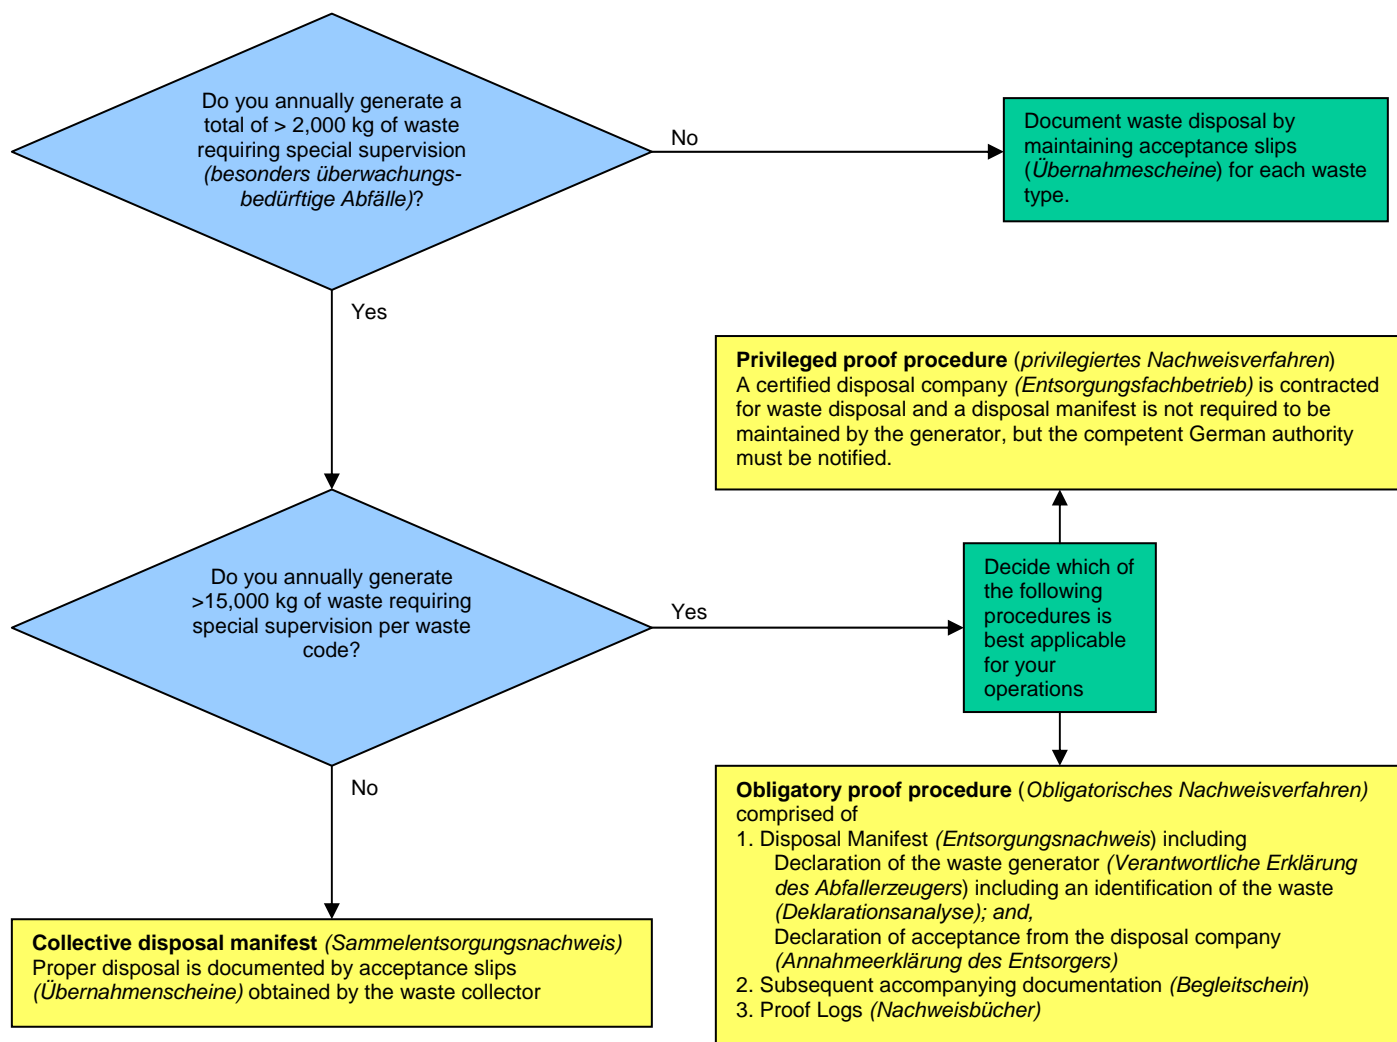 Do you annually generate a
total of > 2,000 kg of waste
requiring special supervision
(besonders überwachungs-
bedürftige Abfälle)?
No
Document waste disposal by
maintaining acceptance slips
(Übernahmescheine) for each waste
type.
Yes
Privileged proof procedure (privilegiertes Nachweisverfahren)
A certified disposal company (Entsorgungsfachbetrieb) is contracted
for waste disposal and a disposal manifest is not required to be
maintained by the generator, but the competent German authority
must be notified.
Do you annually generate
>15,000 kg of waste requiring
special supervision per waste
code?
Yes
Decide which of
the following
procedures is
best applicable
for your
operations
No
Obligatory proof procedure (Obligatorisches Nachweisverfahren)
comprised of
1. Disposal Manifest (Entsorgungsnachweis) including
Declaration of the waste generator (Verantwortliche Erklärung
des Abfallerzeugers) including an identification of the waste
(Deklarationsanalyse); and,
Declaration of acceptance from the disposal company
(Annahmeerklärung des Entsorgers)
2. Subsequent accompanying documentation (Begleitschein)
3. Proof Logs (Nachweisbücher)
Collective disposal manifest (Sammelentsorgungsnachweis)
Proper disposal is documented by acceptance slips
(Übernahmenscheine) obtained by the waste collector